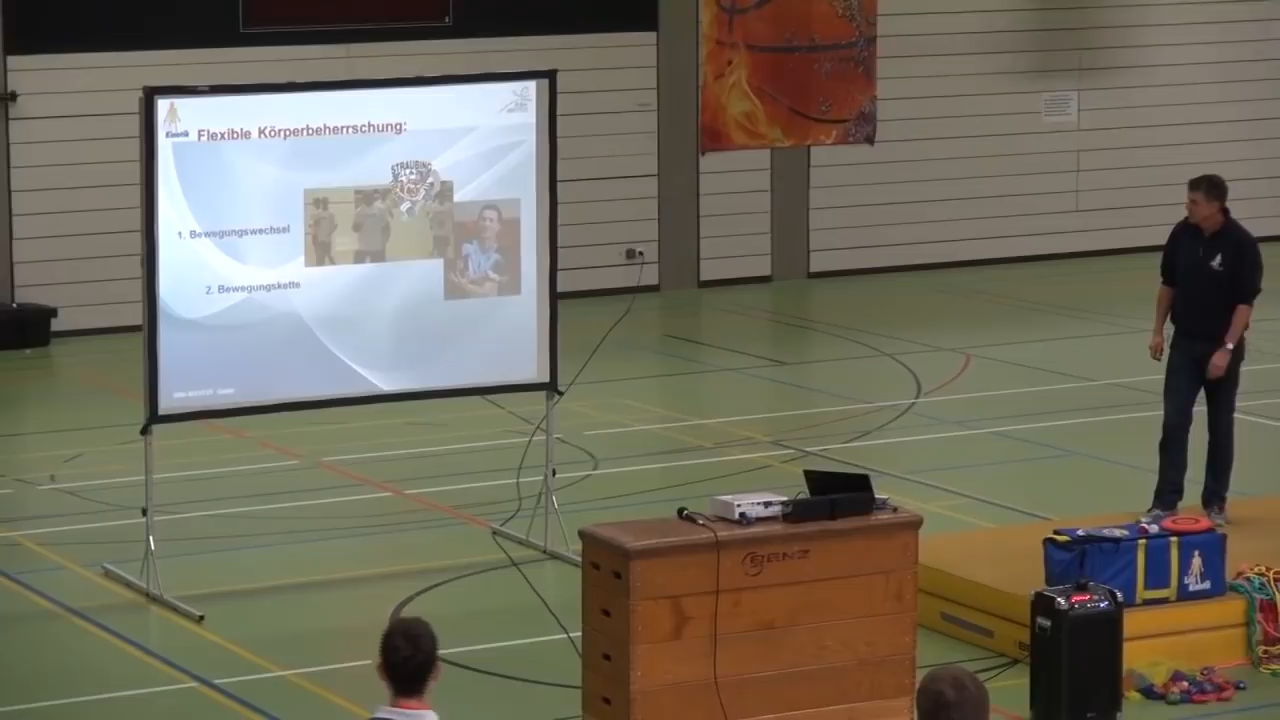 Flexible Körperbeherrschung:
STRAUBING
1. Bewegungswechsel
2. Bewegungskette
BENZ